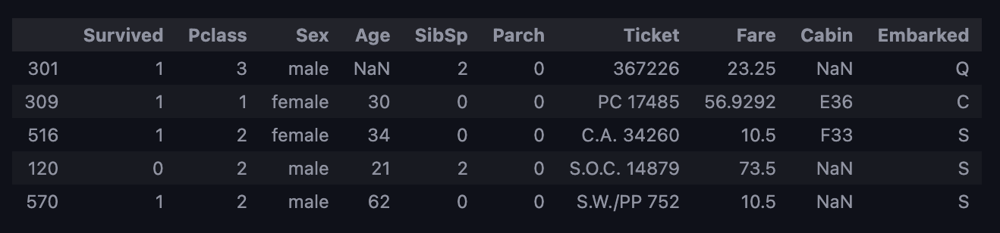 Survived Pclass Sex Age SibSp Parch Ticket Fare Cabin Embarked
301 1 3 male NaN 2 0 367226 23.25 NaN Q
309 1 1 female 30 0 0 PC 17485 56.9292 E36 C
516 1 2 female 34 0 0 C.A. 34260 10.5 F33 S
120 0 2 male 21 2 0 S.O.C. 14879 73.5 NaN S
570 1 2 male 62 0 0 S.W./PP 752 10.5 NaN S